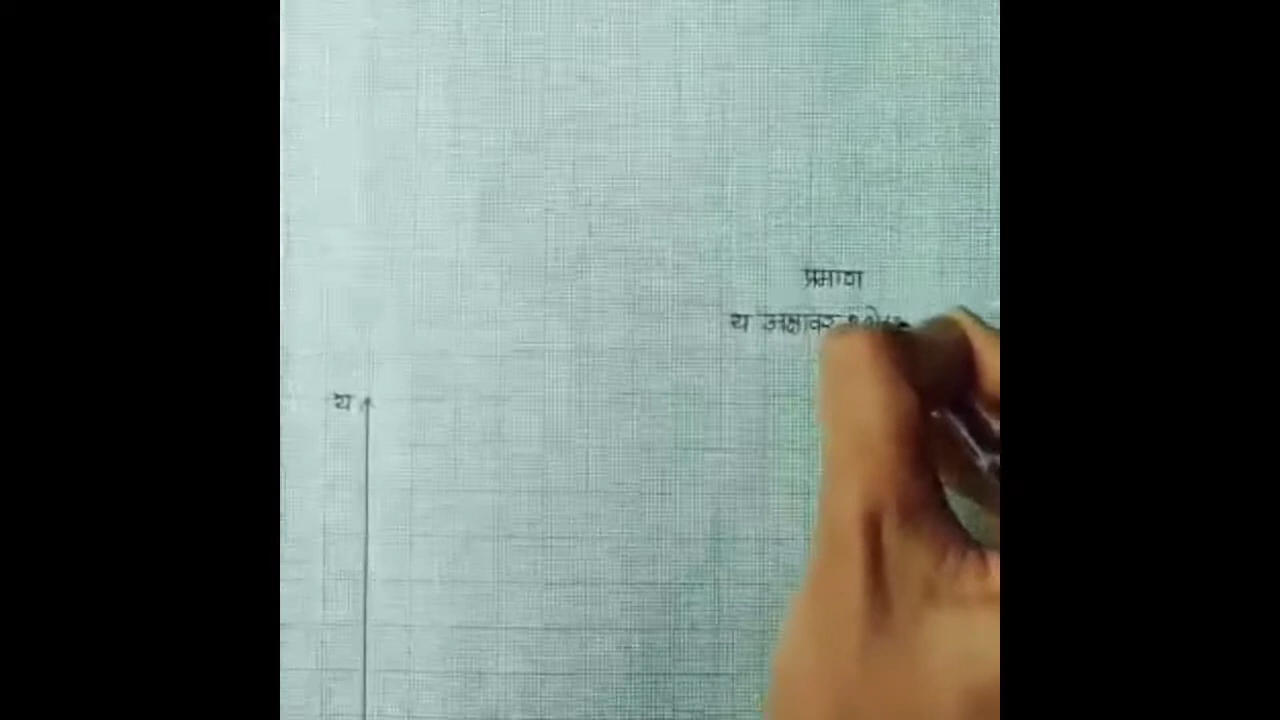 प्रमाण
य अक्षावर
य